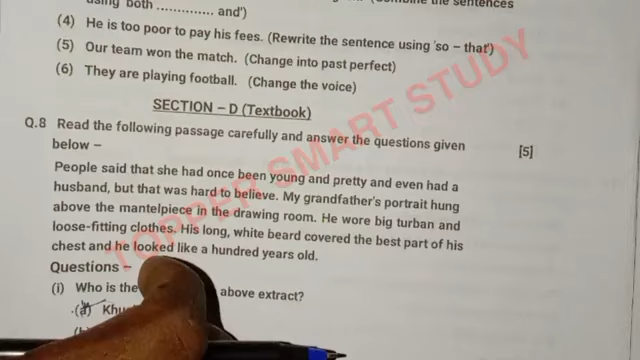 using 'both .............. and')
(Combine the sentences
(4) He is too poor to pay his fees. (Rewrite the sentence using 'so – that')
(5) Our team won the match. (Change into past perfect)
(6) They are playing football. (Change the voice)
SECTION – D (Textbook)
Q.8 Read the following passage carefully and answer the questions given
below – [5]
People said that she had once been young and pretty and even had a
husband, but that was hard to believe. My grandfather's portrait hung
above the mantelpiece in the drawing room. He wore big turban and
loose-fitting clothes. His long, white beard covered the best part of his
chest and he looked like a hundred years old.
Questions –
(i) Who is the above extract?
(a)
TOPPER SMART STUDY